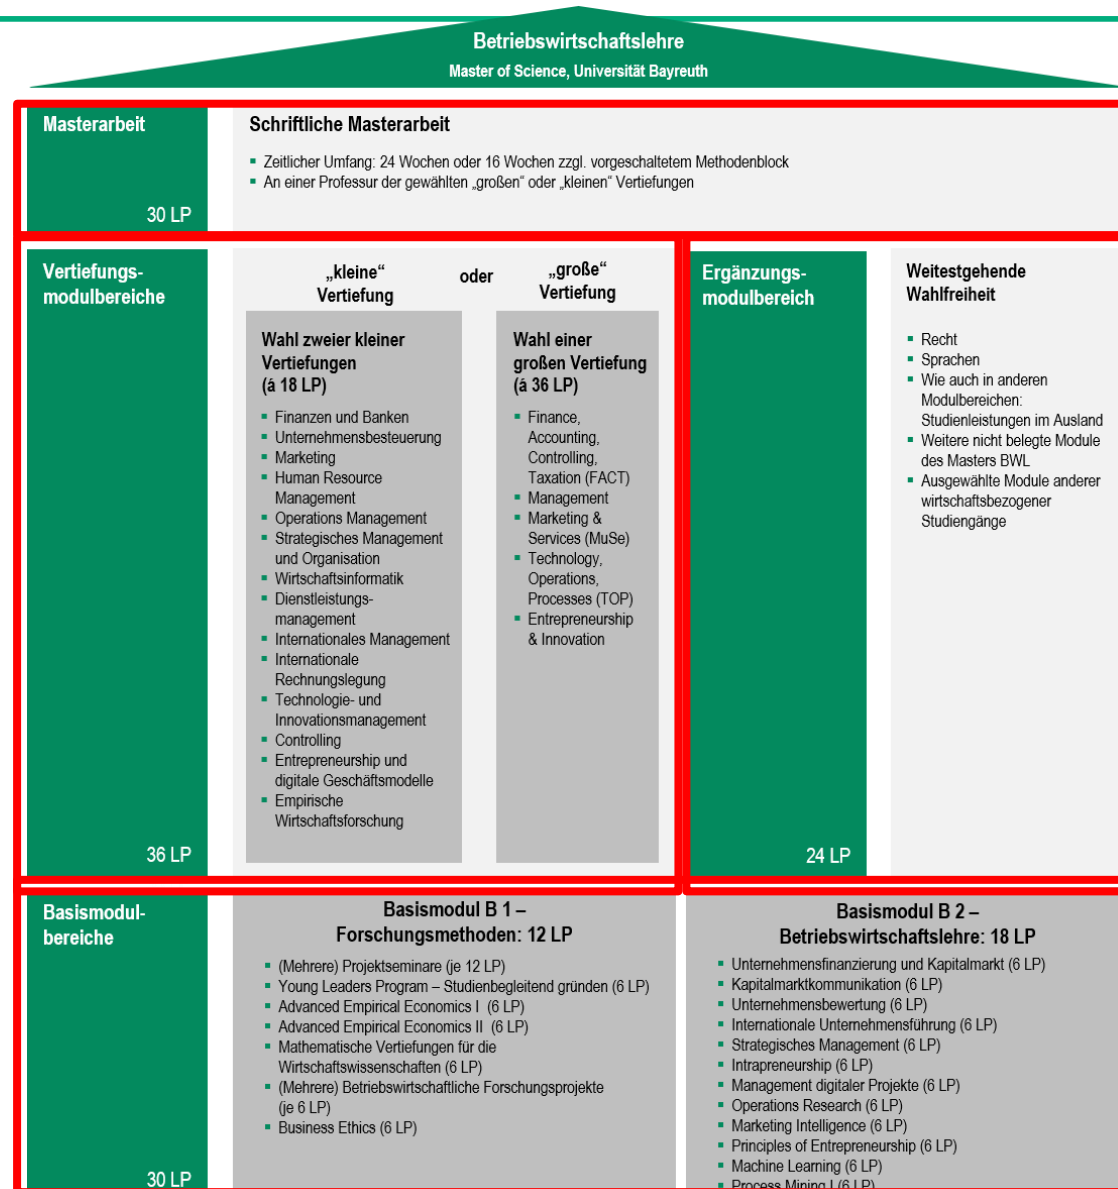 Betriebswirtschaftslehre
Master of Science, Universität Bayreuth
Masterarbeit
30 LP
Schriftliche Masterarbeit
▪ Zeitlicher Umfang: 24 Wochen oder 16 Wochen zzgl. vorgeschaltetem Methodenblock
▪ An einer Professur der gewählten „großen“ oder „kleinen“ Vertiefungen
Vertiefungs-
modulbereiche
36 LP
„kleine“
Vertiefung
oder
„große“
Vertiefung
Wahl zweier kleiner
Vertiefungen
(á 18 LP)
▪ Finanzen und Banken
▪ Unternehmensbesteuerung
▪ Marketing
▪ Human Resource
Management
▪ Operations Management
▪ Strategisches Management
und Organisation
▪ Wirtschaftsinformatik
▪ Dienstleistungs-
management
▪ Internationales Management
▪ Internationale
Rechnungslegung
▪ Technologie- und
Innovationsmanagement
▪ Controlling
▪ Entrepreneurship und
digitale Geschäftsmodelle
▪ Empirische
Wirtschaftsforschung
Wahl einer
großen Vertiefung
(á 36 LP)
▪ Finance,
Accounting,
Controlling,
Taxation (FACT)
▪ Management
▪ Marketing &
Services (MuSe)
▪ Technology,
Operations,
Processes (TOP)
▪ Entrepreneurship
& Innovation
Ergänzungs-
modulbereich
24 LP
Weitestgehende
Wahlfreiheit
▪ Recht
▪ Sprachen
▪ Wie auch in anderen
Modulbereichen:
Studienleistungen im Ausland
▪ Weitere nicht belegte Module
des Masters BWL
▪ Ausgewählte Module anderer
wirtschaftsbezogener
Studiengänge
Basismodul-
bereiche
30 LP
Basismodul B 1 –
Forschungsmethoden: 12 LP
▪ (Mehrere) Projektseminare (je 12 LP)
▪ Young Leaders Program – Studienbegleitend gründen (6 LP)
▪ Advanced Empirical Economics I (6 LP)
▪ Advanced Empirical Economics II (6 LP)
▪ Mathematische Vertiefungen für die
Wirtschaftswissenschaften (6 LP)
▪ (Mehrere) Betriebswirtschaftliche Forschungsprojekte
(je 6 LP)
▪ Business Ethics (6 LP)
Basismodul B 2 –
Betriebswirtschaftslehre: 18 LP
▪ Unternehmensfinanzierung und Kapitalmarkt (6 LP)
▪ Kapitalmarktkommunikation (6 LP)
▪ Unternehmensbewertung (6 LP)
▪ Internationale Unternehmensführung (6 LP)
▪ Strategisches Management (6 LP)
▪ Intrapreneurship (6 LP)
▪ Management digitaler Projekte (6 LP)
▪ Operations Research (6 LP)
▪ Marketing Intelligence (6 LP)
▪ Principles of Entrepreneurship (6 LP)
▪ Machine Learning (6 LP)
▪ Process Mining I (6 LP)